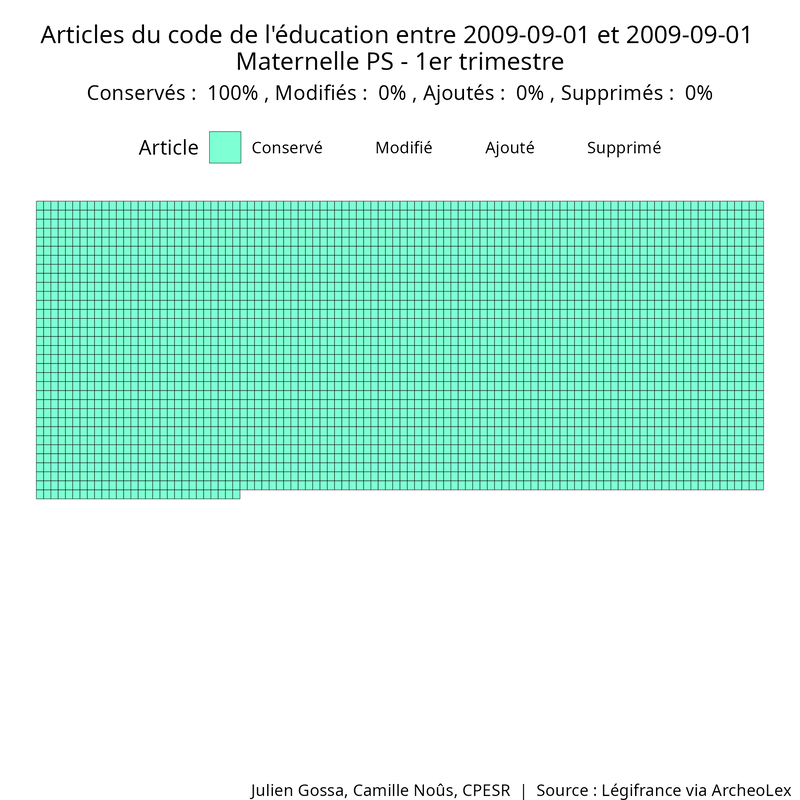 Articles du code de l'éducation entre 2009-09-01 et 2009-09-01
Maternelle PS - 1er trimestre
Conservés :  100% , Modifiés :  0% , Ajoutés :  0% , Supprimés :  0%
Article Conservé Modifié Ajouté Supprimé
Julien Gossa, Camille Noûs, CPESR  |  Source : Légifrance via ArcheoLex